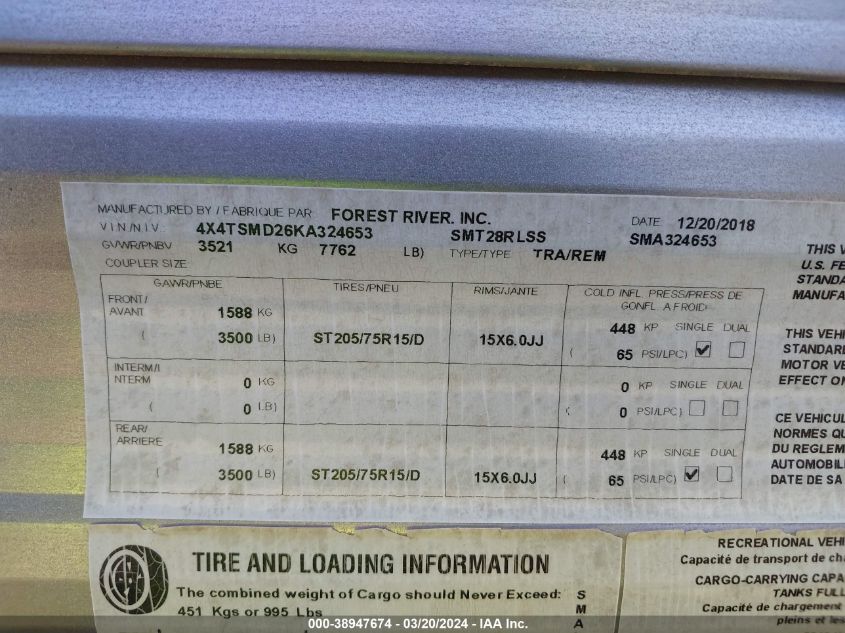 MANUFACTURED BY / FABRIQUE PAR FOREST RIVER. INC. DATE 12/20/2018
VIN/NIV. 4X4TSMD26KA324653 SMT28RLSS SMA324653
GVWR/PNBV 3521 KG 7762 LB) TYPE/TYPE TRA/REM
COUPLER SIZE
GAWR/PNBE TIRES/PNEU RIMS/JANTE COLD INFL. PRESS/PRESS DE
GONFL. A FROID
FRONT/
AVANT 1588 KG 448 KP SINGLE DUAL
( 3500 LB) ST205/75R15/D 15X6.0JJ ( 65 PSI/LPC)
INTERM/I
NTERM 0 KG 0 KP SINGLE DUAL
( 0 LB) ( 0 PSI/LPC)
REAR/
ARRIERE 1588 KG 448 KP SINGLE DUAL
( 3500 LB) ST205/75R15/D 15X6.0JJ ( 65 PSI/LPC)
THIS V
U.S. FE
STANDA
MANUFA
THIS VEHI
STANDARD
MOTOR VE
EFFECT ON
CE VEHICUL
NORMES QU
DU REGLEM
AUTOMOBIL
DATE DE SA
TIRE AND LOADING INFORMATION
The combined weight of Cargo should Never Exceed:
451 Kgs or 995 Lbs
S
M
A
RECREATIONAL VEHI
Capacité de transport de cha
CARGO-CARRYING CAPA
TANKS FULL
Capacité de chargement
pleins et les
000-38947674 - 03/20/2024 - IAA Inc.